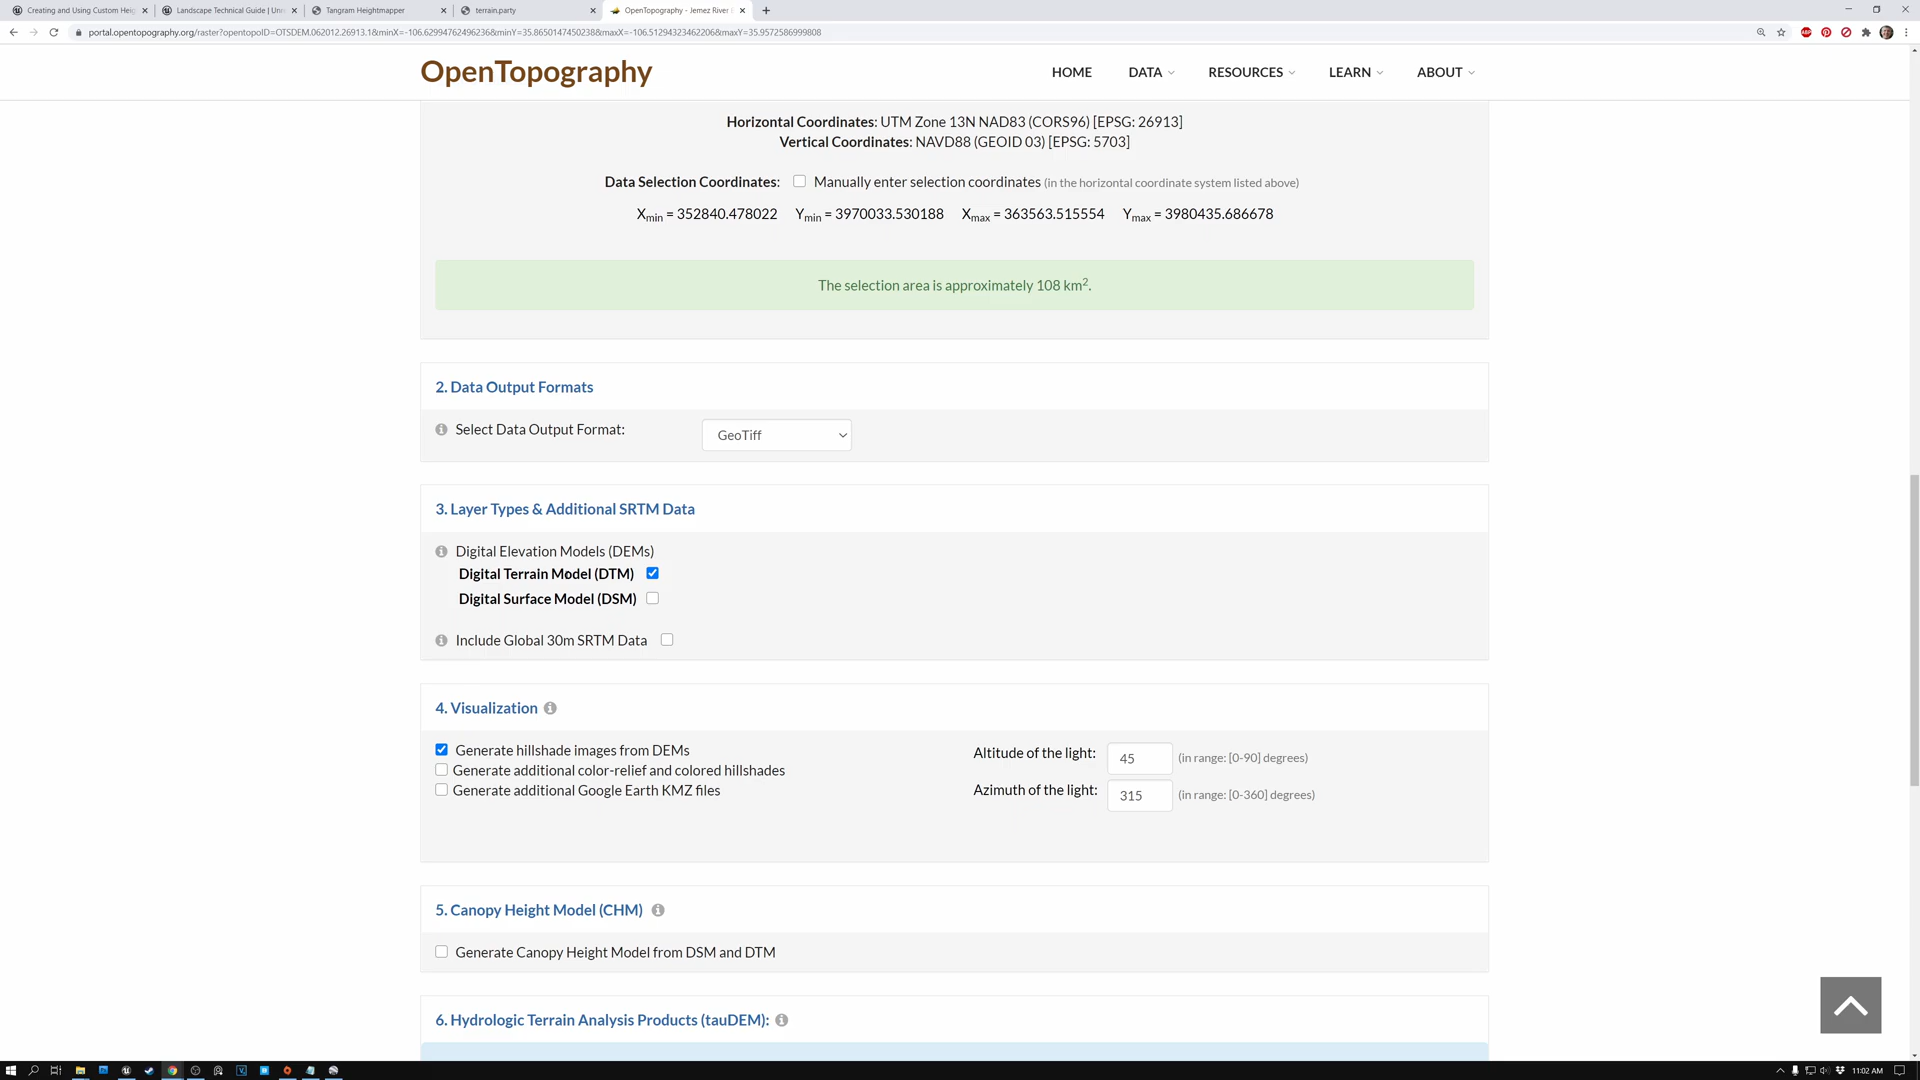 Creating and Using Custom Heig
Landscape Technical Guide | Unr
Tangram Heightmapper
terrain.party
OpenTopography - Jemez River
portal.opentopography.org/raster?opentopoID=OTSDEM.062012.26913.1&minX=-106.62994762496236&minY=35.8650147450238&maxX=-106.51294323462206&maxY=35.9572586999808
OpenTopography
HOME DATA RESOURCES LEARN ABOUT
Horizontal Coordinates: UTM Zone 13N NAD83 (CORS96) [EPSG: 26913]
Vertical Coordinates: NAVD88 (GEOID 03) [EPSG: 5703]
Data Selection Coordinates: Manually enter selection coordinates (in the horizontal coordinate system listed above)
Xmin = 352840.478022 Ymin = 3970033.530188 Xmax = 363563.515554 Ymax = 3980435.686678
The selection area is approximately 108 km2.
2. Data Output Formats
Select Data Output Format: GeoTiff
3. Layer Types & Additional SRTM Data
Digital Elevation Models (DEMs)
Digital Terrain Model (DTM)
Digital Surface Model (DSM)
Include Global 30m SRTM Data
4. Visualization
Generate hillshade images from DEMs
Generate additional color-relief and colored hillshades
Generate additional Google Earth KMZ files
Altitude of the light: 45 (in range: [0-90] degrees)
Azimuth of the light: 315 (in range: [0-360] degrees)
5. Canopy Height Model (CHM)
Generate Canopy Height Model from DSM and DTM
6. Hydrologic Terrain Analysis Products (tauDEM):
11:02 AM